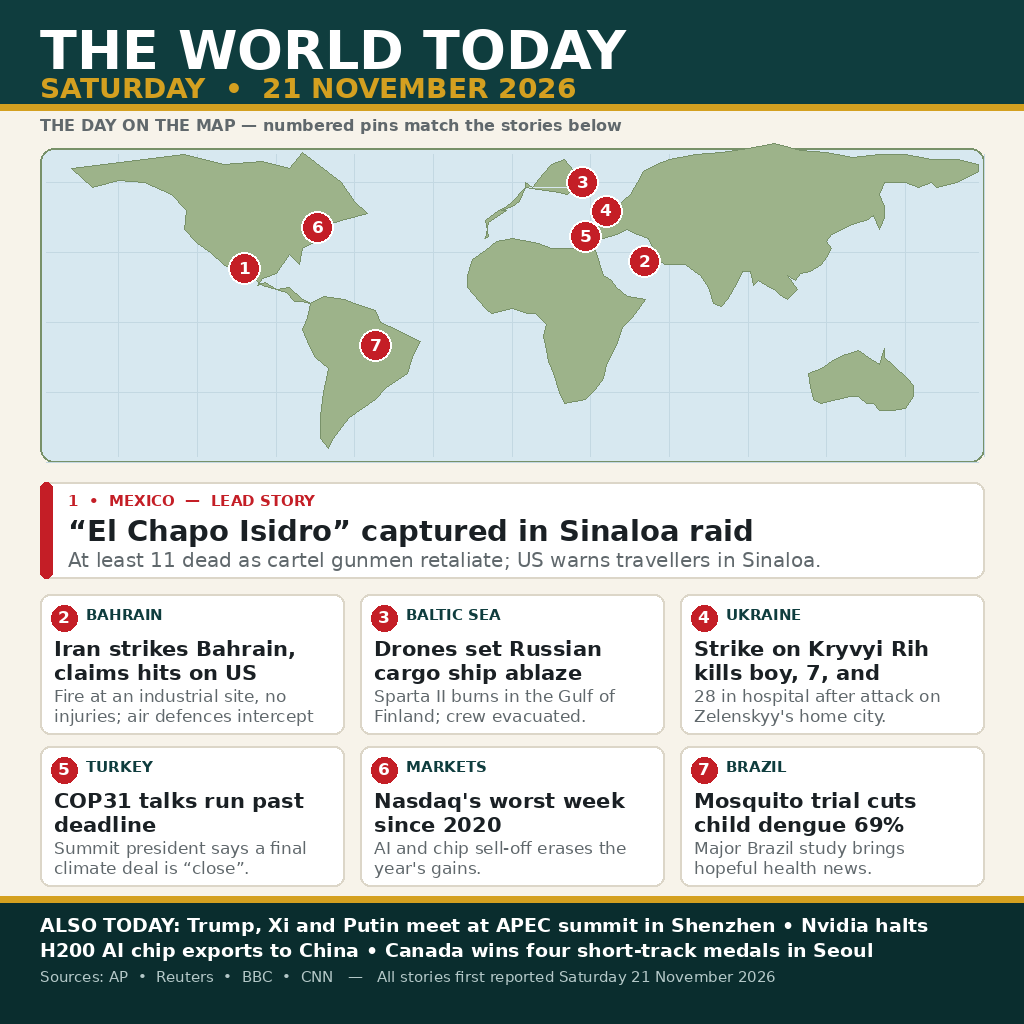 THE WORLD TODAY
SATURDAY • 21 NOVEMBER 2026
THE DAY ON THE MAP — numbered pins match the stories below
3
4
6
5
2
1
7
1 • MEXICO — LEAD STORY
“El Chapo Isidro” captured in Sinaloa raid
At least 11 dead as cartel gunmen retaliate; US warns travellers in Sinaloa.
2 BAHRAIN
Iran strikes Bahrain,
claims hits on US
Fire at an industrial site, no
injuries; air defences intercept
3 BALTIC SEA
Drones set Russian
cargo ship ablaze
Sparta II burns in the Gulf of
Finland; crew evacuated.
4 UKRAINE
Strike on Kryvyi Rih
kills boy, 7, and
28 in hospital after attack on
Zelenskyy's home city.
5 TURKEY
COP31 talks run past
deadline
Summit president says a final
climate deal is “close”.
6 MARKETS
Nasdaq's worst week
since 2020
AI and chip sell-off erases the
year's gains.
7 BRAZIL
Mosquito trial cuts
child dengue 69%
Major Brazil study brings
hopeful health news.
ALSO TODAY: Trump, Xi and Putin meet at APEC summit in Shenzhen • Nvidia halts
H200 AI chip exports to China • Canada wins four short-track medals in Seoul
Sources: AP • Reuters • BBC • CNN — All stories first reported Saturday 21 November 2026